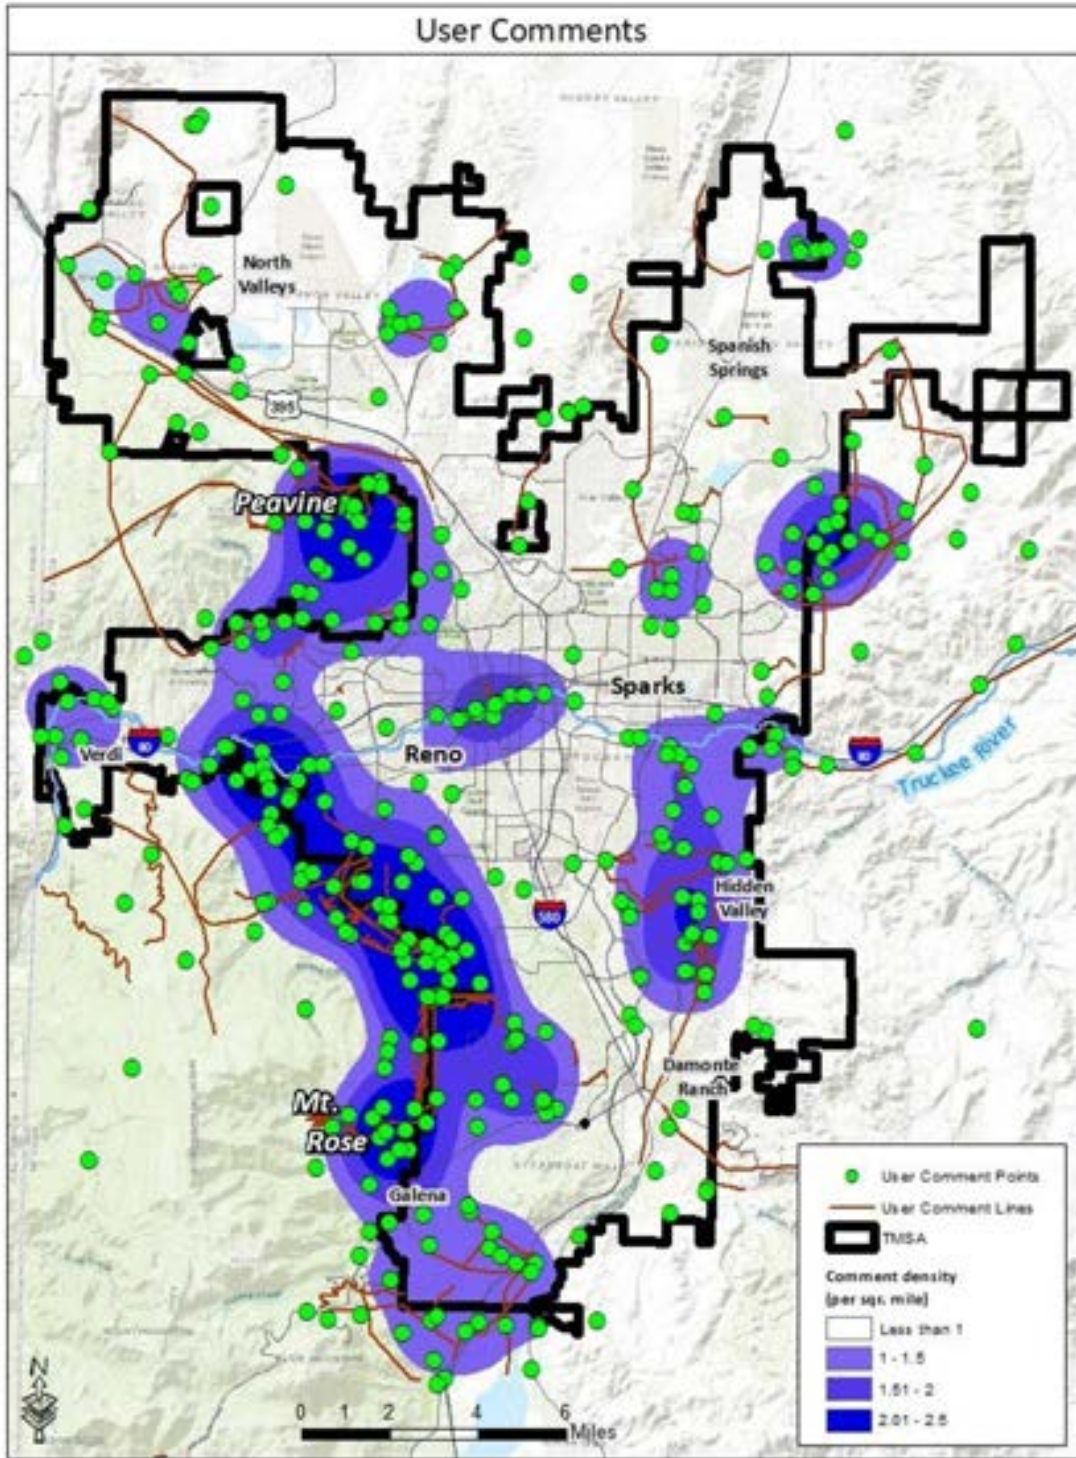 User Comments
North
Valleys
395
Spanish
Springs
Peavine
Sparks
Reno
Verdi
80
80
Truckee River
Hidden
Valley
580
Damonte
Ranch
Mt.
Rose
Galena
User Comment Points
User Comment Lines
TMSA
Comment density
(per sqr. mile)
Less than 1
1 - 1.5
1.51 - 2
2.01 - 2.5
N
0 1 2 4 6
Miles